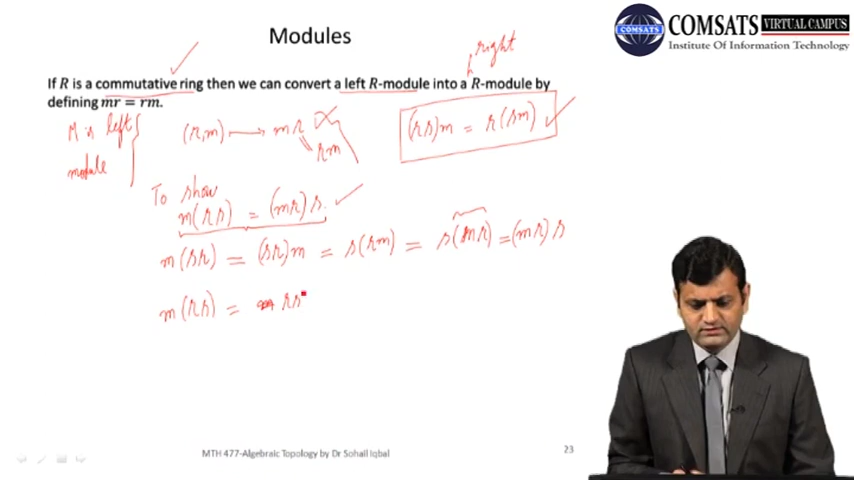 Modules
COMSATS VIRTUAL CAMPUS
Institute Of Information Technology
right
If R is a commutative ring then we can convert a left R-module into a R-module by
defining mr = rm.
M is left
module
(r,m) → mr
rm
(rs)m = r(sm)
To show
m(rs) = (mr)s.
m(sr) = (sr)m = s(rm) = s(mr) = (mr)s
m(rs) = rs
MTH 477-Algebraic Topology by Dr Sohail Iqbal
23